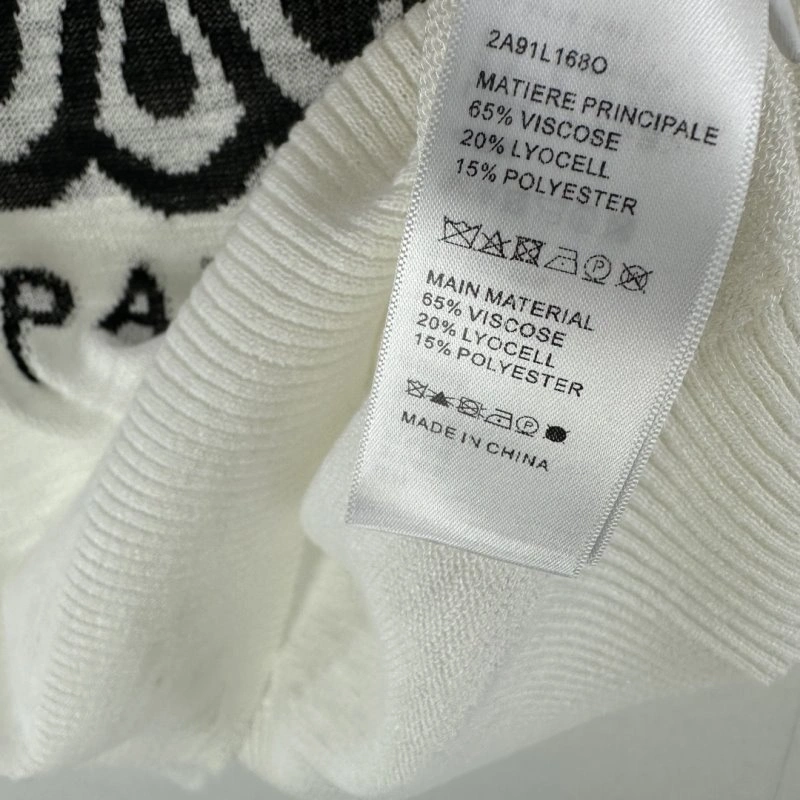 2A91L168O
MATIERE PRINCIPALE
65% VISCOSE
20% LYOCELL
15% POLYESTER
MAIN MATERIAL
65% VISCOSE
20% LYOCELL
15% POLYESTER
MADE IN CHINA
PA